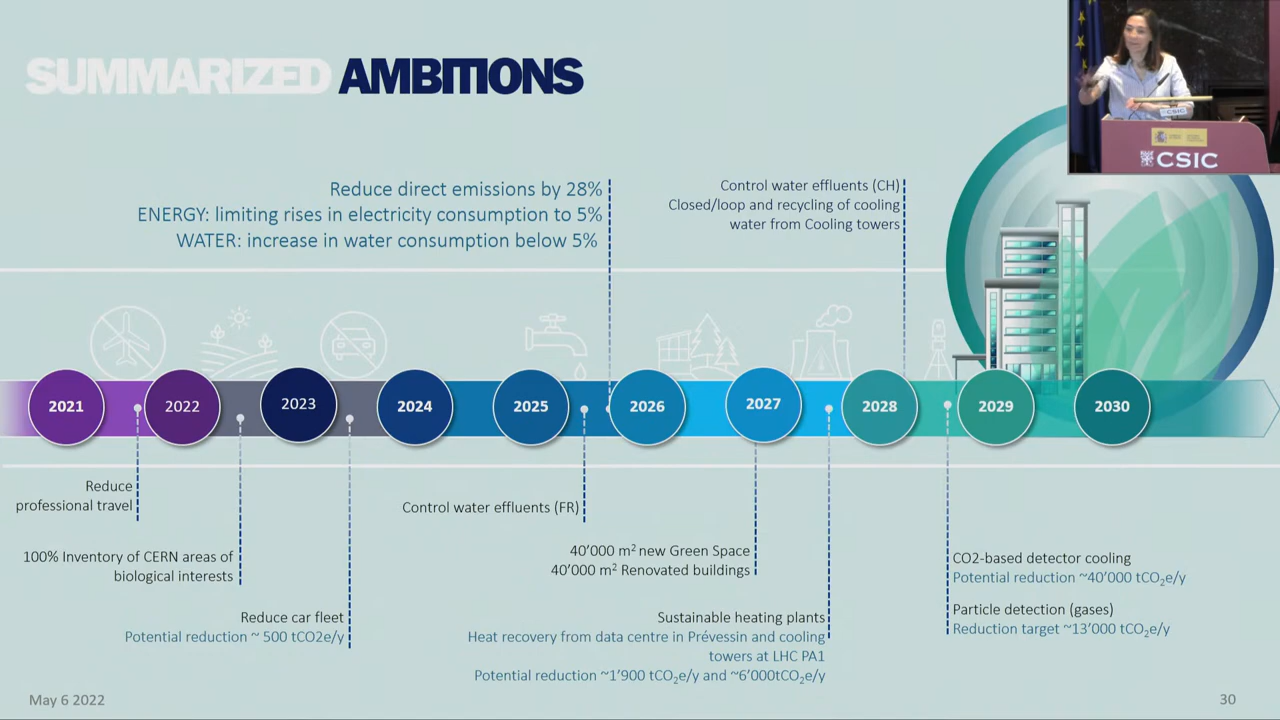 SUMMARIZED AMBITIONS
CSIC
CSIC
Reduce direct emissions by 28%
ENERGY: limiting rises in electricity consumption to 5%
WATER: increase in water consumption below 5%
Control water effluents (CH)
Closed/loop and recycling of cooling
water from Cooling towers
2021
2022
2023
2024
2025
2026
2027
2028
2029
2030
Reduce
professional travel
100% Inventory of CERN areas of
biological interests
Reduce car fleet
Potential reduction ~ 500 tCO2e/y
Control water effluents (FR)
40’000 m² new Green Space
40’000 m² Renovated buildings
Sustainable heating plants
Heat recovery from data centre in Prévessin and cooling
towers at LHC PA1
Potential reduction ~1’900 tCO₂e/y and ~6’000tCO₂e/y
CO2-based detector cooling
Potential reduction ~40’000 tCO₂e/y
Particle detection (gases)
Reduction target ~13’000 tCO₂e/y
May 6 2022
30